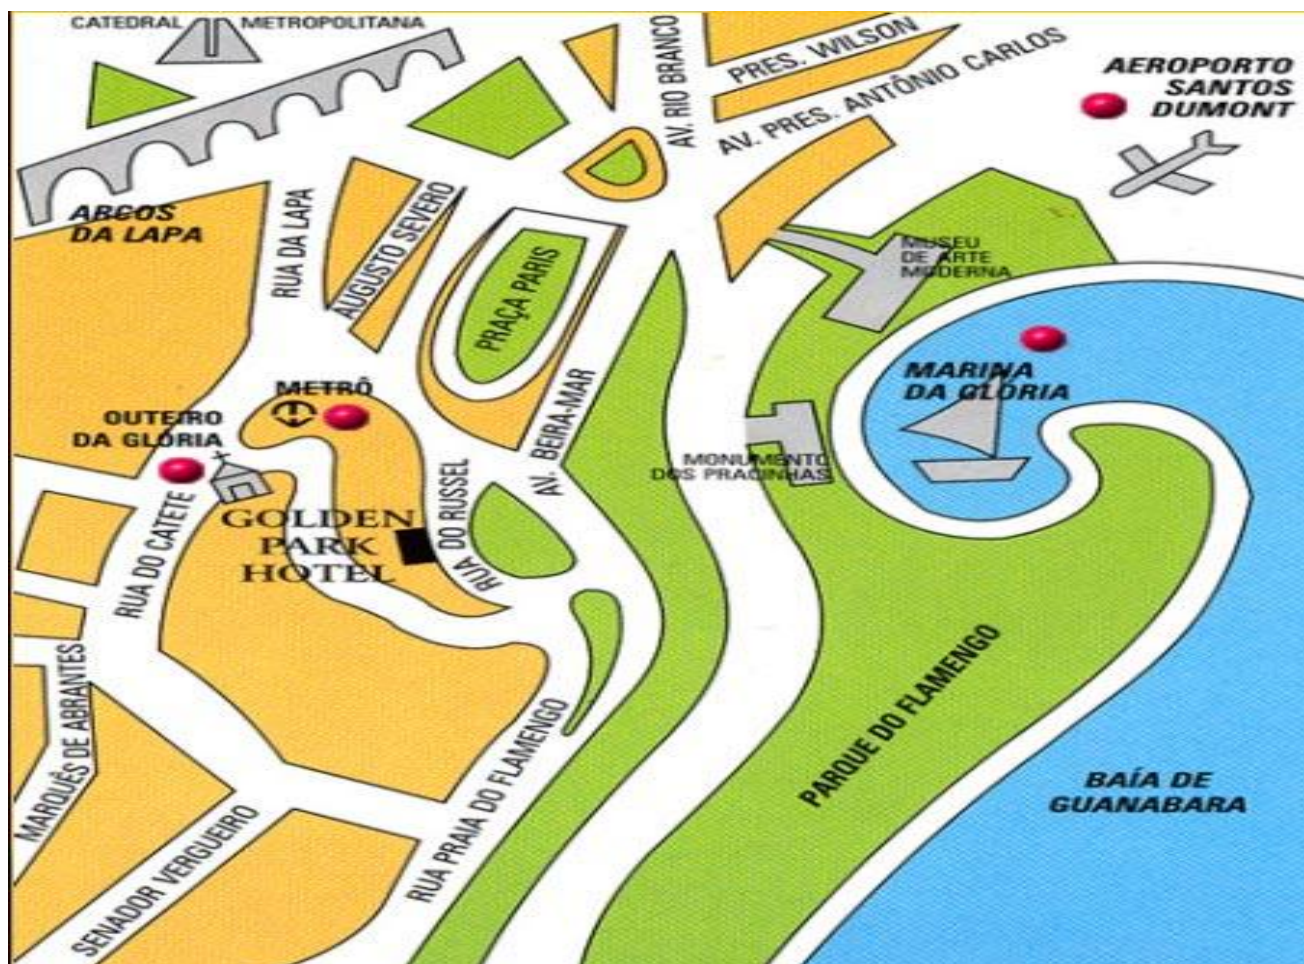 CATEDRAL METROPOLITANA
AV. RIO BRANCO
PRES. WILSON
AV. PRES. ANTÔNIO CARLOS
AEROPORTO
SANTOS
DUMONT
ARCOS
DA LAPA
RUA DA LAPA
AUGUSTO SEVERO
PRAÇA PARIS
MUSEU
DE ARTE
MODERNA
METRÔ
OUTEIRO
DA GLÓRIA
MARINA
DA GLÓRIA
AV. BEIRA-MAR
MONUMENTO
DOS PRACINHAS
RUA DO CATETE
GOLDEN
PARK
HOTEL
RUA DO RUSSEL
MARQUÊS DE ABRANTES
SENADOR VERGUEIRO
RUA PRAIA DO FLAMENGO
PARQUE DO FLAMENGO
BAÍA DE
GUANABARA